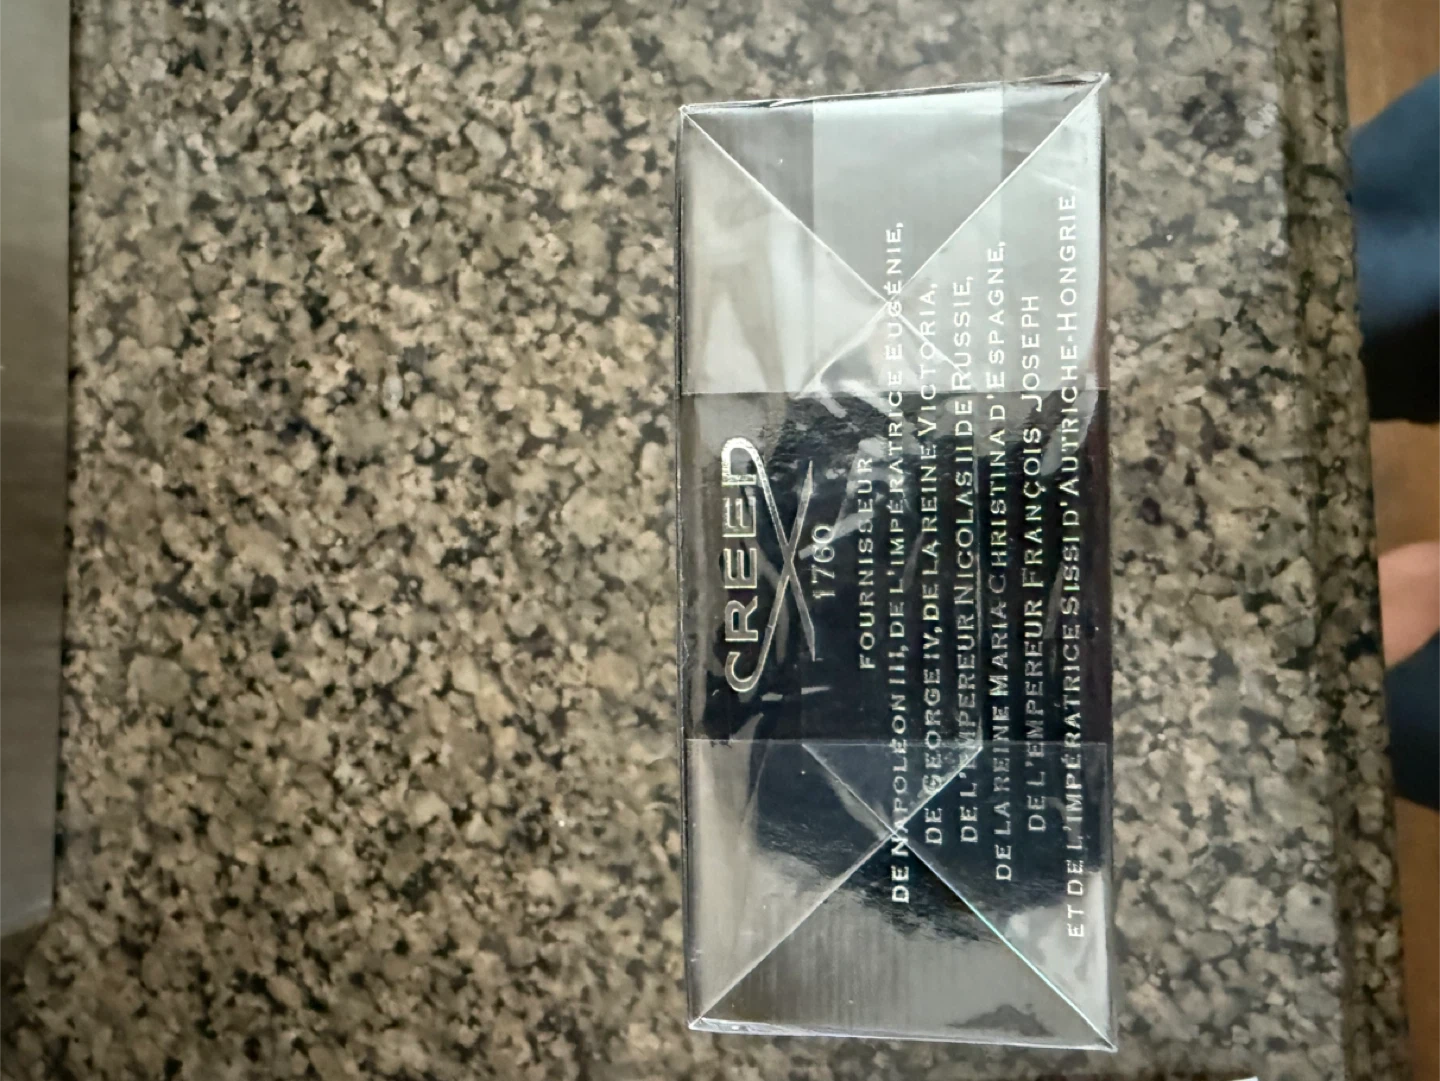 CREED
1760
FOURNISSEUR
DE NAPOLÉON III, DE L'IMPÉRATRICE EUGÉNIE,
DE GEORGE IV, DE LA REINE VICTORIA,
DE L'EMPEREUR NICOLAS II DE RUSSIE,
DE LA REINE MARIA CHRISTINA D'ESPAGNE,
DE L'EMPEREUR FRANÇOIS JOSEPH
ET DE L'IMPÉRATRICE SISSI D'AUTRICHE-HONGRIE